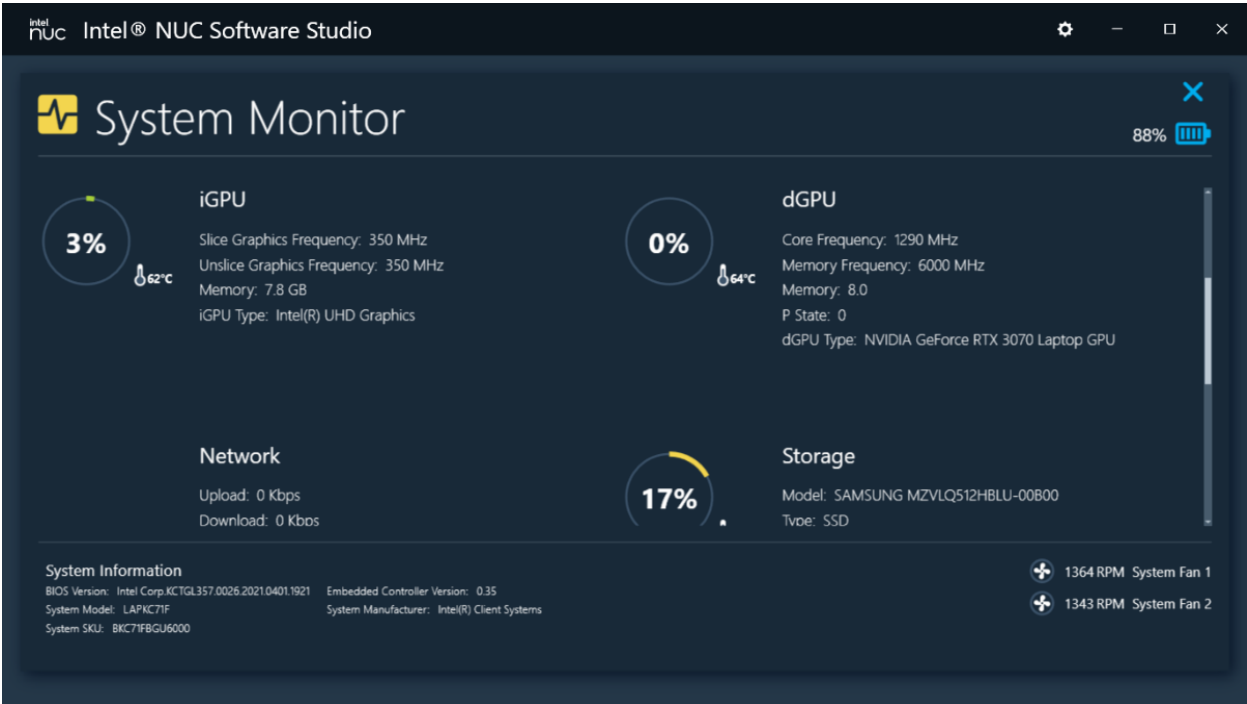 intel nuc Intel® NUC Software Studio
System Monitor
88%
3%
62°C
iGPU
Slice Graphics Frequency: 350 MHz
Unslice Graphics Frequency: 350 MHz
Memory: 7.8 GB
iGPU Type: Intel(R) UHD Graphics
0%
64°C
dGPU
Core Frequency: 1290 MHz
Memory Frequency: 6000 MHz
Memory: 8.0
P State: 0
dGPU Type: NVIDIA GeForce RTX 3070 Laptop GPU
Network
Upload: 0 Kbps
Download: 0 Kbps
17%
Storage
Model: SAMSUNG MZVLQ512HBLU-00B00
Type: SSD
System Information
BIOS Version: Intel Corp.KCTGL357.0026.2021.0401.1921
System Model: LAPKC71F
System SKU: BKC71FBGU6000
Embedded Controller Version: 0.35
System Manufacturer: Intel(R) Client Systems
1364 RPM System Fan 1
1343 RPM System Fan 2